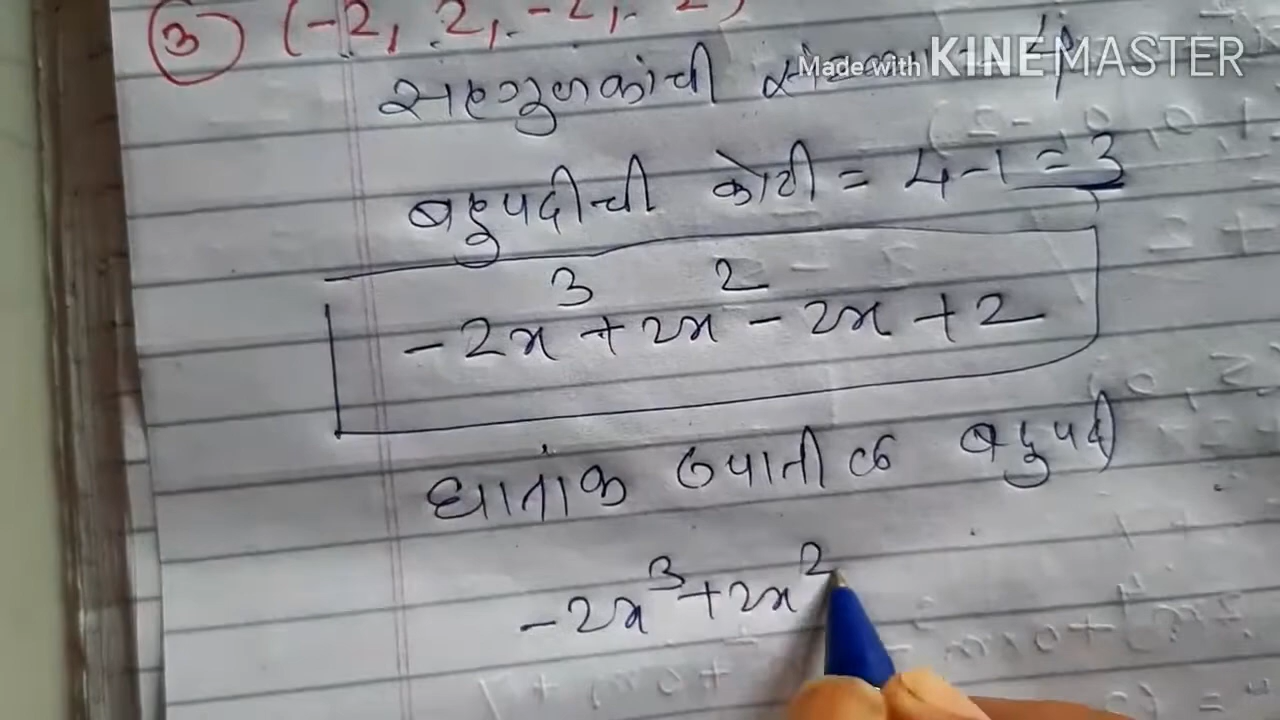 ③ (-2, 2, -2, 2)
Made with KINEMASTER
सहगुणकांची
बहुपदीची कोटी = 4-1 = 3
-2x³ + 2x² - 2x + 2
घातांक रुपातील बहुपदी
-2x³ + 2x²